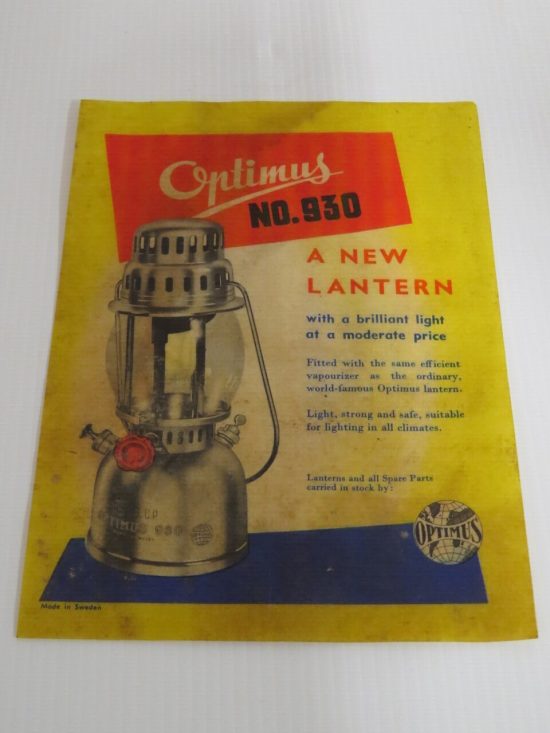 Optimus
NO. 930
A NEW
LANTERN
with a brilliant light
at a moderate price
Fitted with the same efficient
vapourizer as the ordinary,
world-famous Optimus lantern.
Light, strong and safe, suitable
for lighting in all climates.
Lanterns and all Spare Parts
carried in stock by:
OPTIMUS
OPTIMUS 930
Made in Sweden